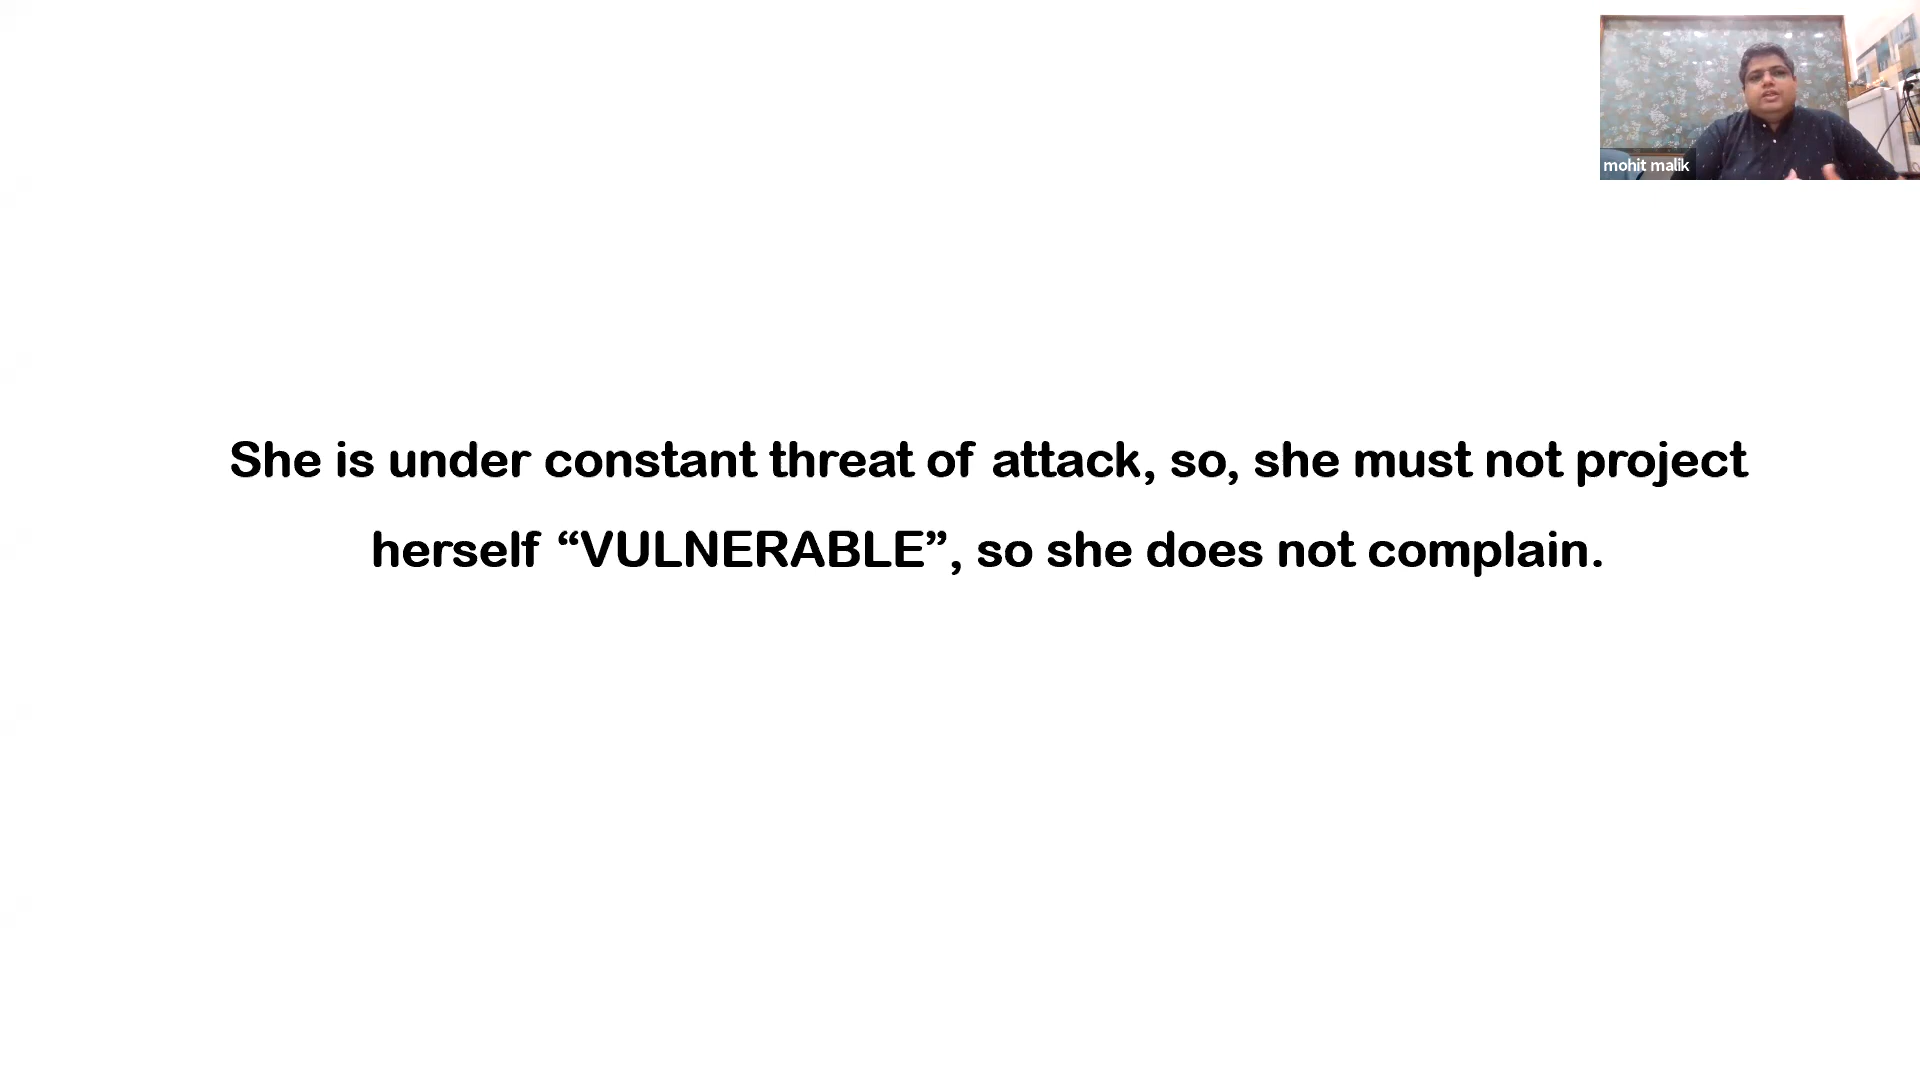 mohit malik
She is under constant threat of attack, so, she must not project
herself “VULNERABLE”, so she does not complain.